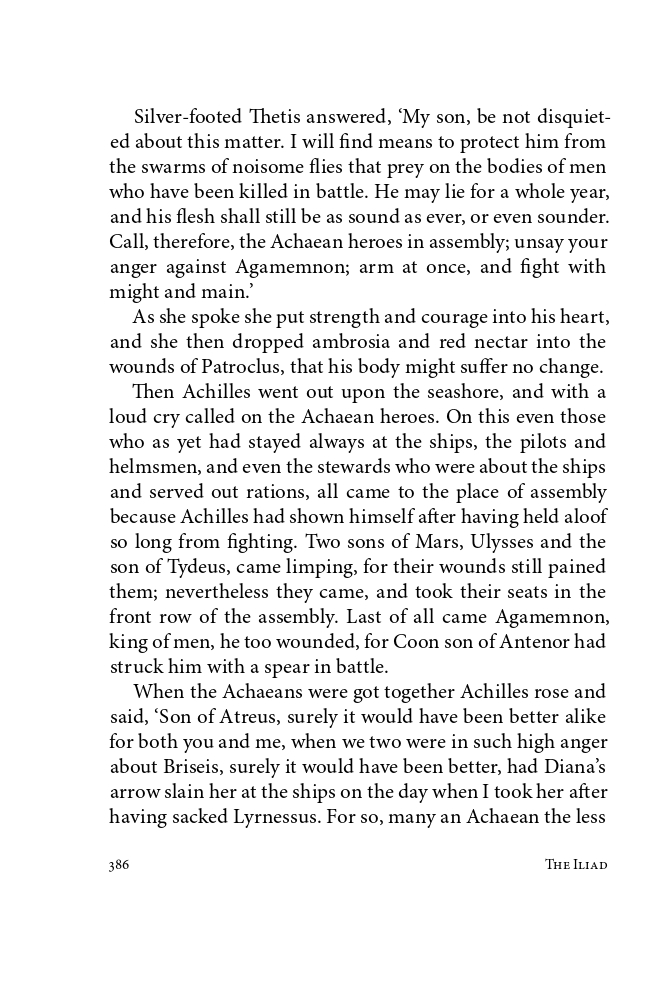 Silver-footed Thetis answered, ‘My son, be not disquiet-
ed about this matter. I will find means to protect him from
the swarms of noisome flies that prey on the bodies of men
who have been killed in battle. He may lie for a whole year,
and his flesh shall still be as sound as ever, or even sounder.
Call, therefore, the Achaean heroes in assembly; unsay your
anger against Agamemnon; arm at once, and fight with
might and main.’
As she spoke she put strength and courage into his heart,
and she then dropped ambrosia and red nectar into the
wounds of Patroclus, that his body might suffer no change.
Then Achilles went out upon the seashore, and with a
loud cry called on the Achaean heroes. On this even those
who as yet had stayed always at the ships, the pilots and
helmsmen, and even the stewards who were about the ships
and served out rations, all came to the place of assembly
because Achilles had shown himself after having held aloof
so long from fighting. Two sons of Mars, Ulysses and the
son of Tydeus, came limping, for their wounds still pained
them; nevertheless they came, and took their seats in the
front row of the assembly. Last of all came Agamemnon,
king of men, he too wounded, for Coon son of Antenor had
struck him with a spear in battle.
When the Achaeans were got together Achilles rose and
said, ‘Son of Atreus, surely it would have been better alike
for both you and me, when we two were in such high anger
about Briseis, surely it would have been better, had Diana’s
arrow slain her at the ships on the day when I took her after
having sacked Lyrnessus. For so, many an Achaean the less
386 The Iliad